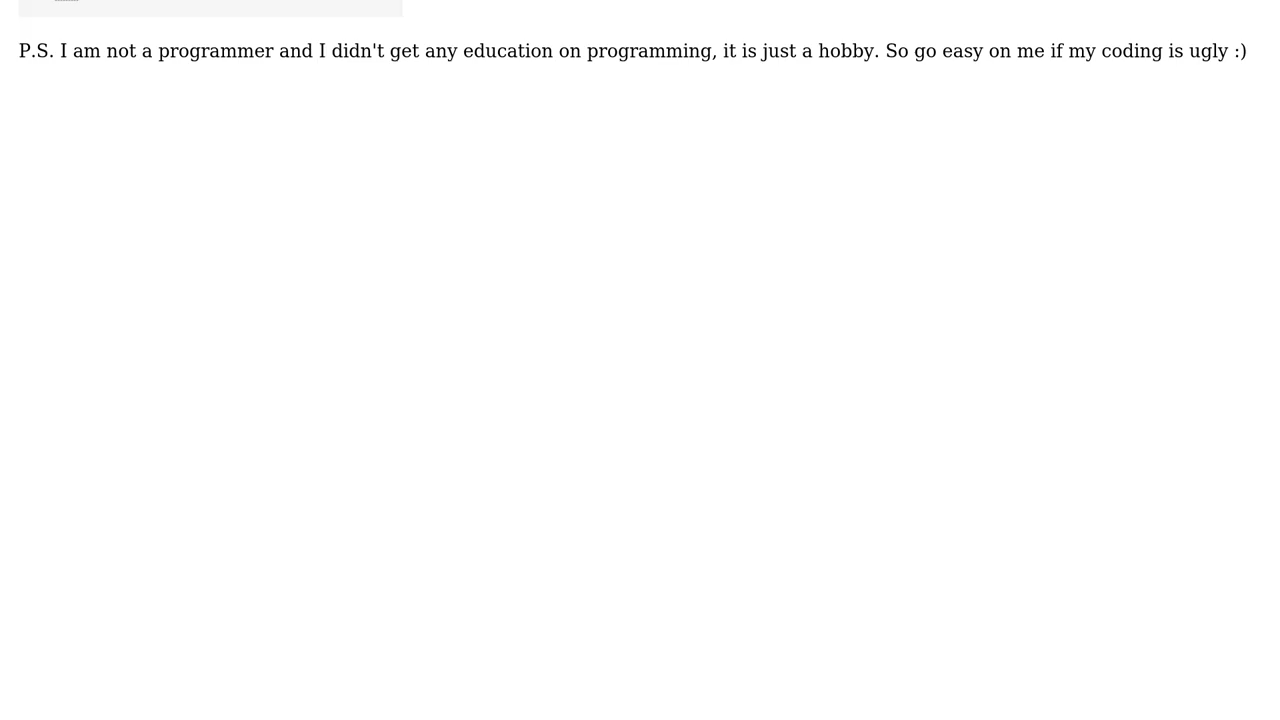 P.S. I am not a programmer and I didn't get any education on programming, it is just a hobby. So go easy on me if my coding is ugly :)